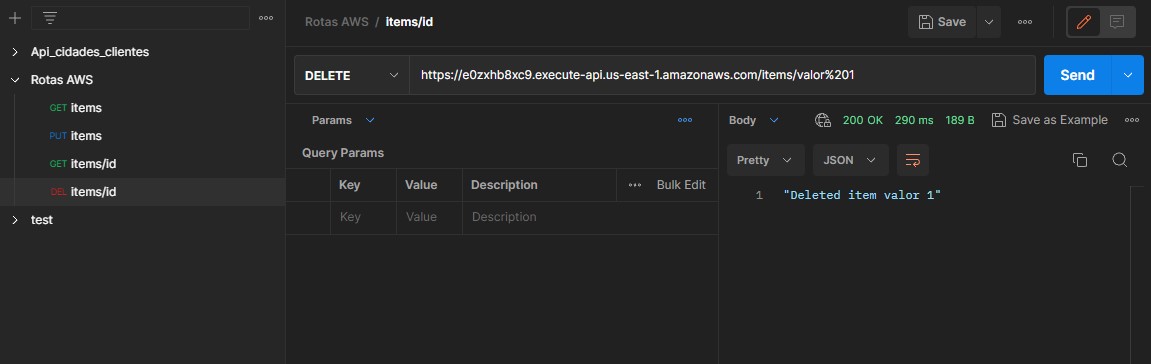 Rotas AWS / items/id
Save
Api_cidades_clientes
Rotas AWS
GET items
PUT items
GET items/id
DEL items/id
test
DELETE
https://e0zxhb8xc9.execute-api.us-east-1.amazonaws.com/items/valor%201
Send
Params
Query Params
Key Value Description Bulk Edit
Key Value Description
Body 200 OK 290 ms 189 B Save as Example
Pretty JSON
1 "Deleted item valor 1"